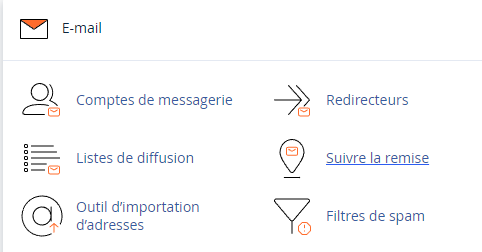 E-mail
Comptes de messagerie
Redirecteurs
Listes de diffusion
Suivre la remise
Outil d’importation
d’adresses
Filtres de spam